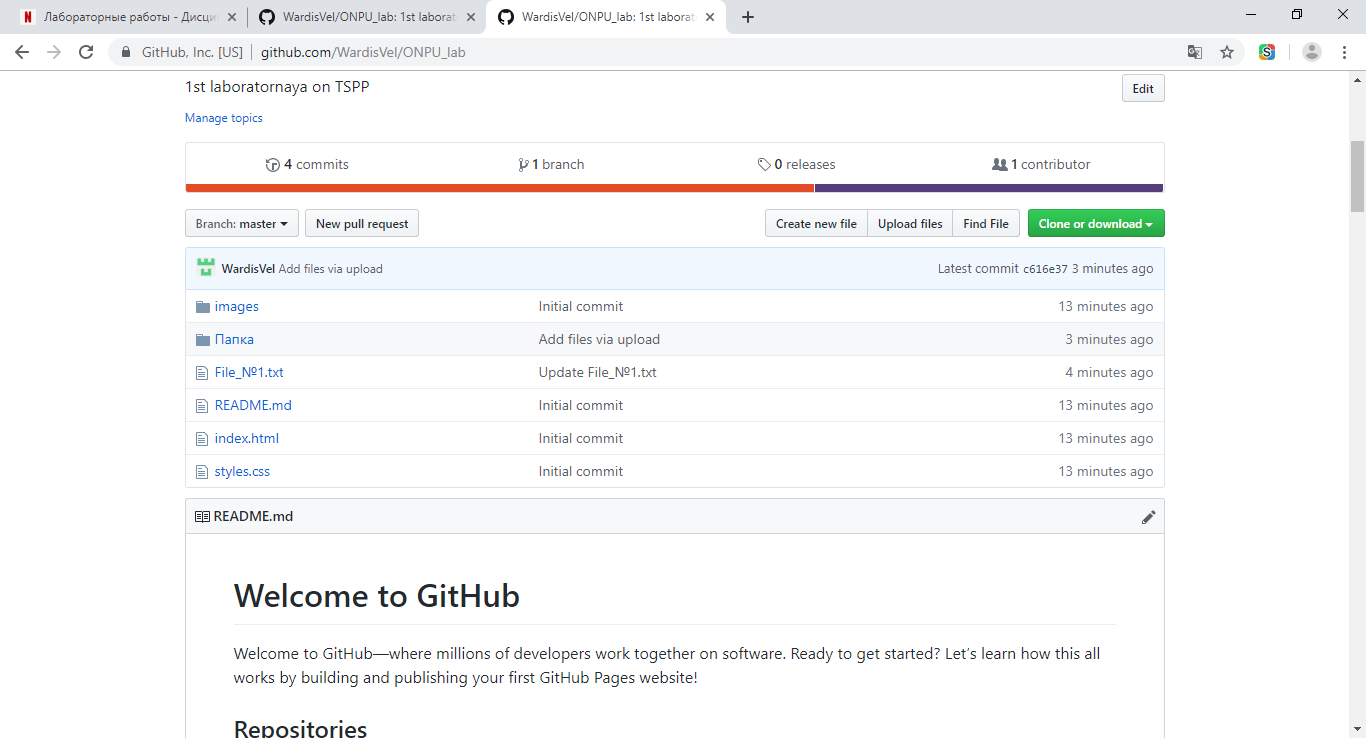 Лабораторные работы - Дисци
WardisVel/ONPU_lab: 1st laborat
WardisVel/ONPU_lab: 1st laborat
GitHub, Inc. [US] github.com/WardisVel/ONPU_lab
1st laboratornaya on TSPP
Edit
Manage topics
4 commits 1 branch 0 releases 1 contributor
Branch: master New pull request Create new file Upload files Find File Clone or download
WardisVel Add files via upload Latest commit c616e37 3 minutes ago
images Initial commit 13 minutes ago
Папка Add files via upload 3 minutes ago
File_№1.txt Update File_№1.txt 4 minutes ago
README.md Initial commit 13 minutes ago
index.html Initial commit 13 minutes ago
styles.css Initial commit 13 minutes ago
README.md
Welcome to GitHub
Welcome to GitHub—where millions of developers work together on software. Ready to get started? Let's learn how this all
works by building and publishing your first GitHub Pages website!
Repositories